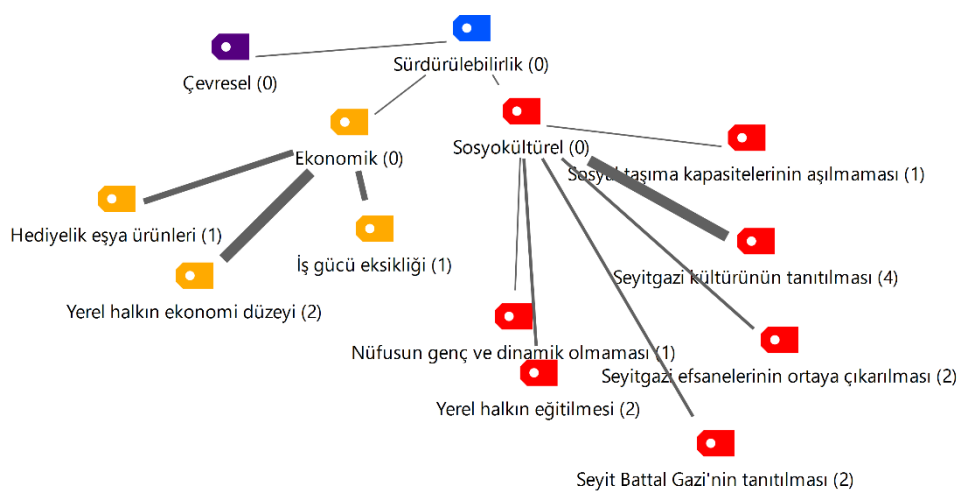 Sürdürülebilirlik (0)
Çevresel (0)
Ekonomik (0)
Sosyokültürel (0)
Sosyal taşıma kapasitelerinin aşılmaması (1)
Hediyelik eşya ürünleri (1)
İş gücü eksikliği (1)
Seyitgazi kültürünün tanıtılması (4)
Yerel halkın ekonomi düzeyi (2)
Nüfusun genç ve dinamik olmaması (1)
Seyitgazi efsanelerinin ortaya çıkarılması (2)
Yerel halkın eğitilmesi (2)
Seyit Battal Gazi'nin tanıtılması (2)